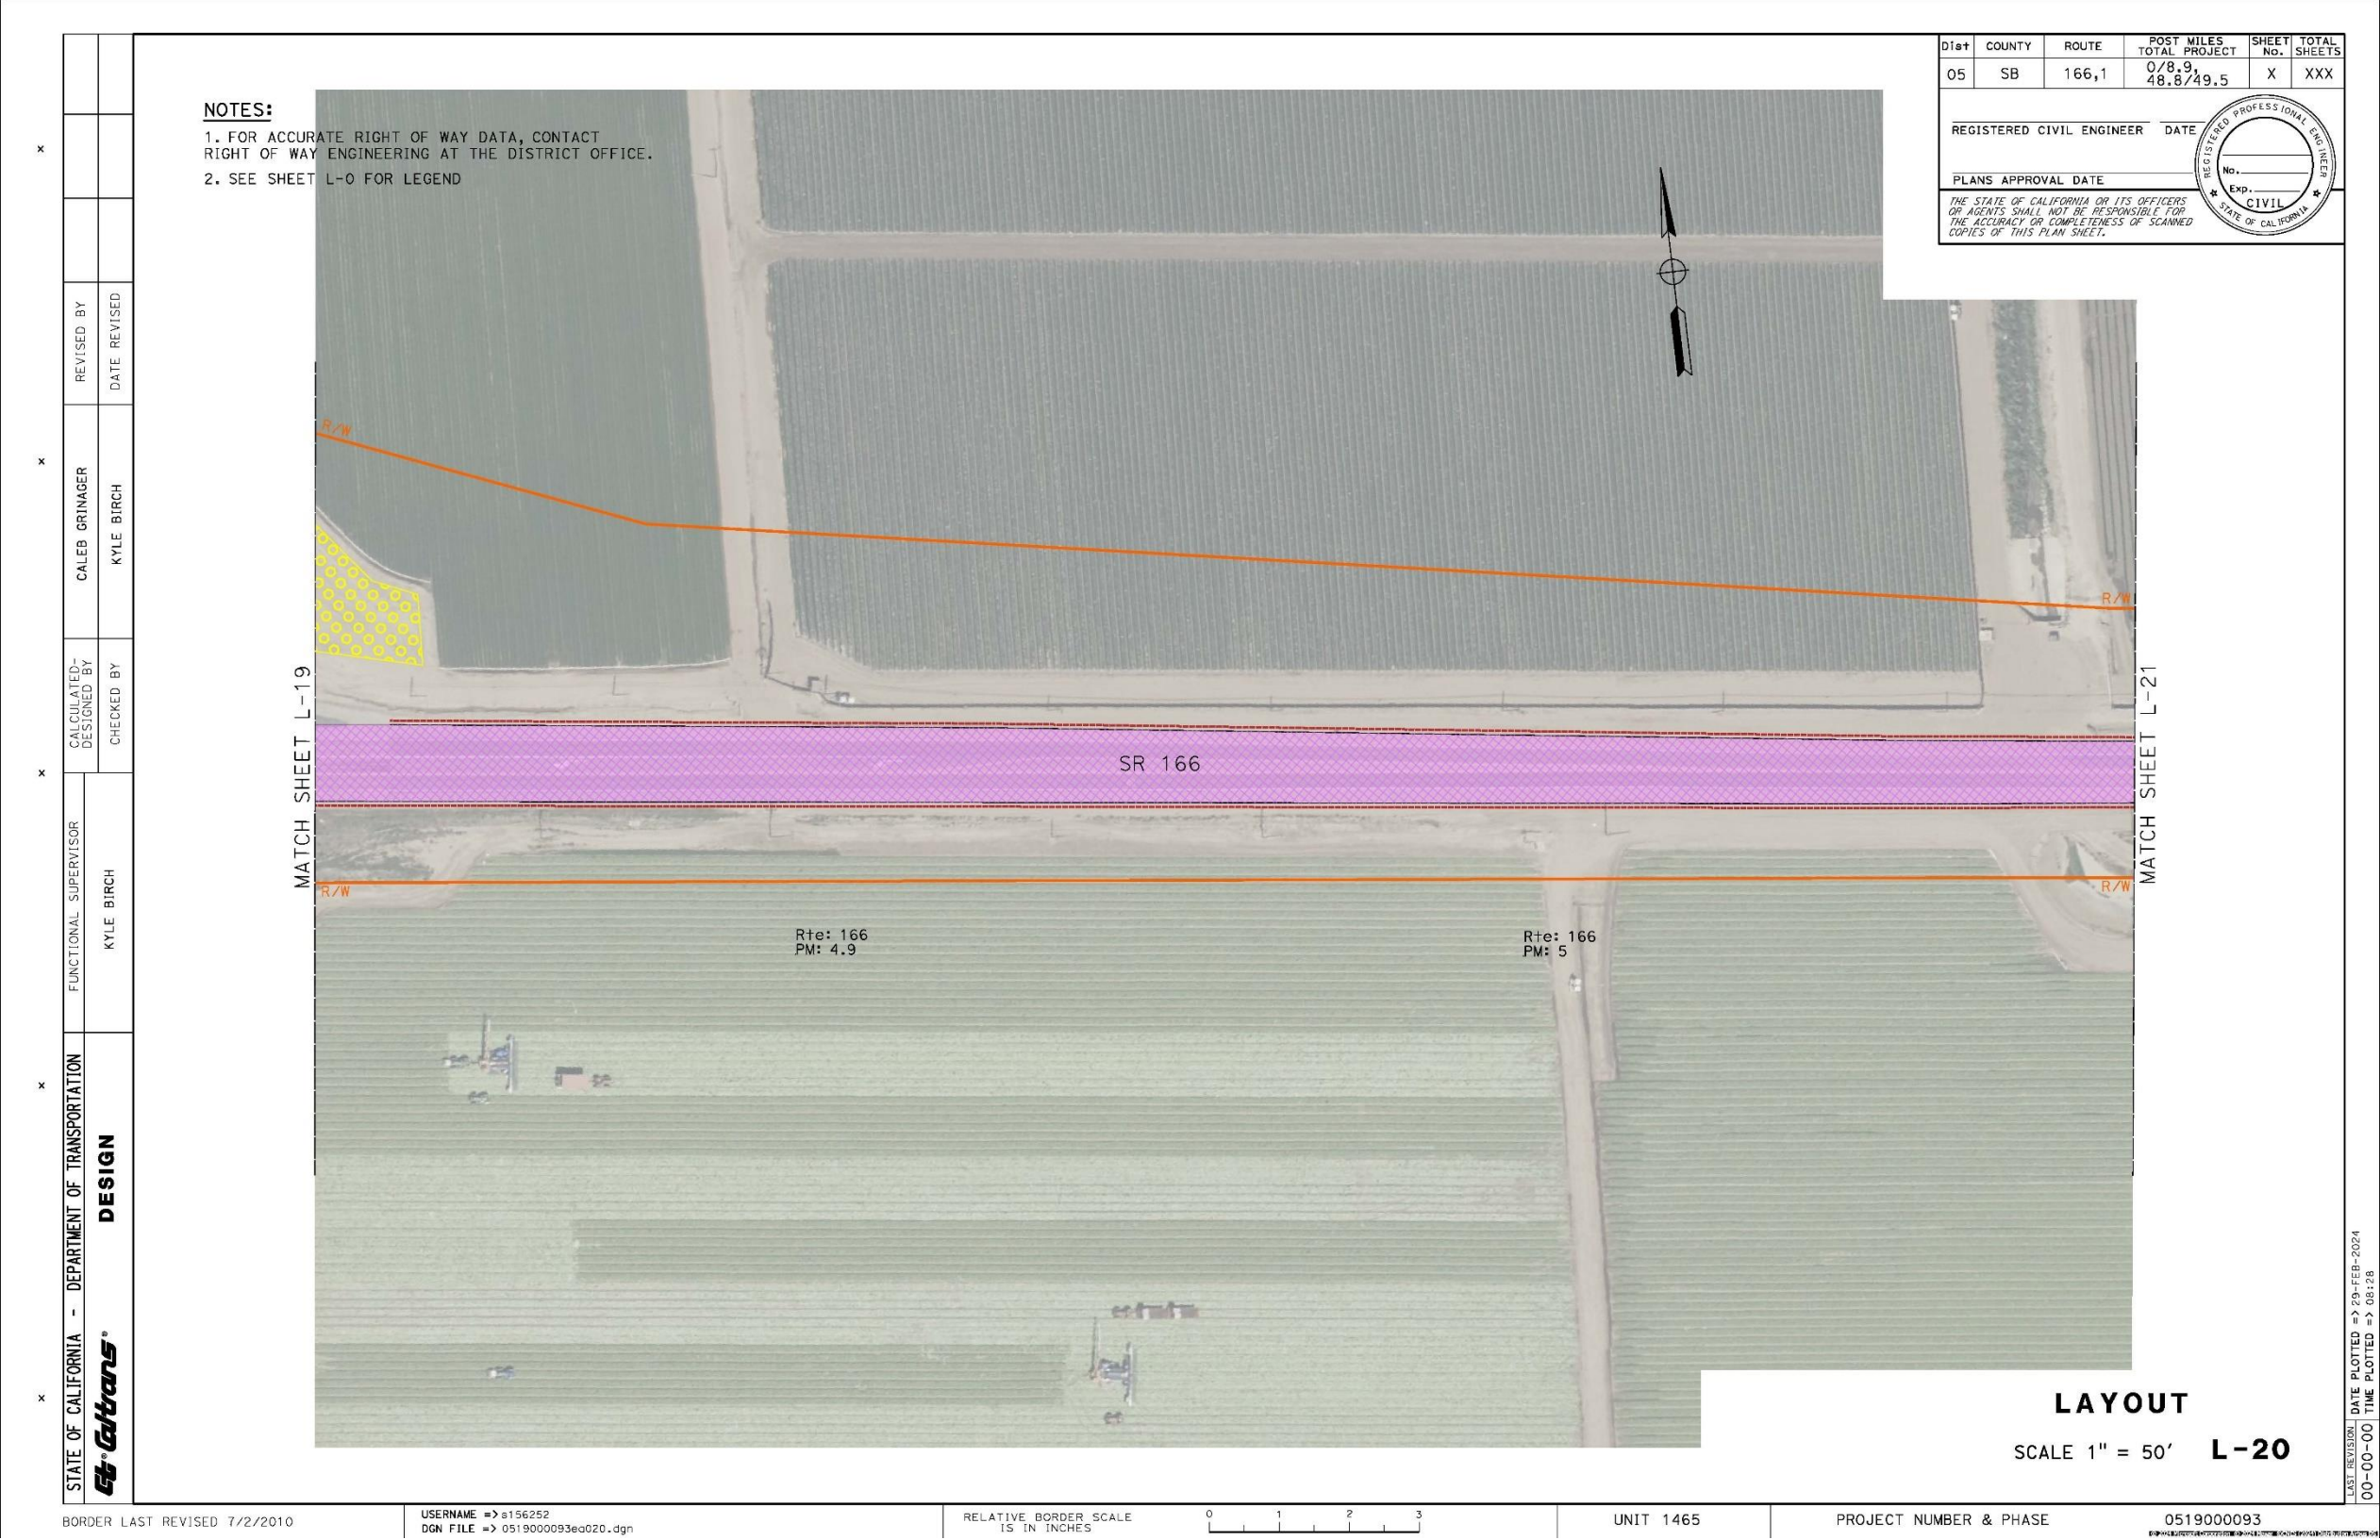 Dist COUNTY ROUTE POST MILES TOTAL PROJECT SHEET No. TOTAL SHEETS
05 SB 166,1 0/8.9, 48.8/49.5 X XXX
REGISTERED CIVIL ENGINEER DATE
PLANS APPROVAL DATE
THE STATE OF CALIFORNIA OR ITS OFFICERS
OR AGENTS SHALL NOT BE RESPONSIBLE FOR
THE ACCURACY OR COMPLETENESS OF SCANNED
COPIES OF THIS PLAN SHEET.
REGISTERED PROFESSIONAL ENGINEER
No.
Exp.
CIVIL
STATE OF CALIFORNIA
NOTES:
1. FOR ACCURATE RIGHT OF WAY DATA, CONTACT
RIGHT OF WAY ENGINEERING AT THE DISTRICT OFFICE.
2. SEE SHEET L-0 FOR LEGEND
REVISED BY
DATE REVISED
CALEB GRINAGER
KYLE BIRCH
CALCULATED-
DESIGNED BY
CHECKED BY
FUNCTIONAL SUPERVISOR
KYLE BIRCH
STATE OF CALIFORNIA - DEPARTMENT OF TRANSPORTATION
DESIGN
Caltrans
R/W
R/W
MATCH SHEET L-19
SR 166
MATCH SHEET L-21
R/W
R/W
Rte: 166
PM: 4.9
Rte: 166
PM: 5
LAYOUT
SCALE 1" = 50' L-20
DATE PLOTTED => 29-FEB-2024
TIME PLOTTED => 08:28
LAST REVISION
00-00-00
BORDER LAST REVISED 7/2/2010
USERNAME => s156252
DGN FILE => 0519000093ea020.dgn
RELATIVE BORDER SCALE
IS IN INCHES
0 1 2 3
UNIT 1465
PROJECT NUMBER & PHASE
0519000093